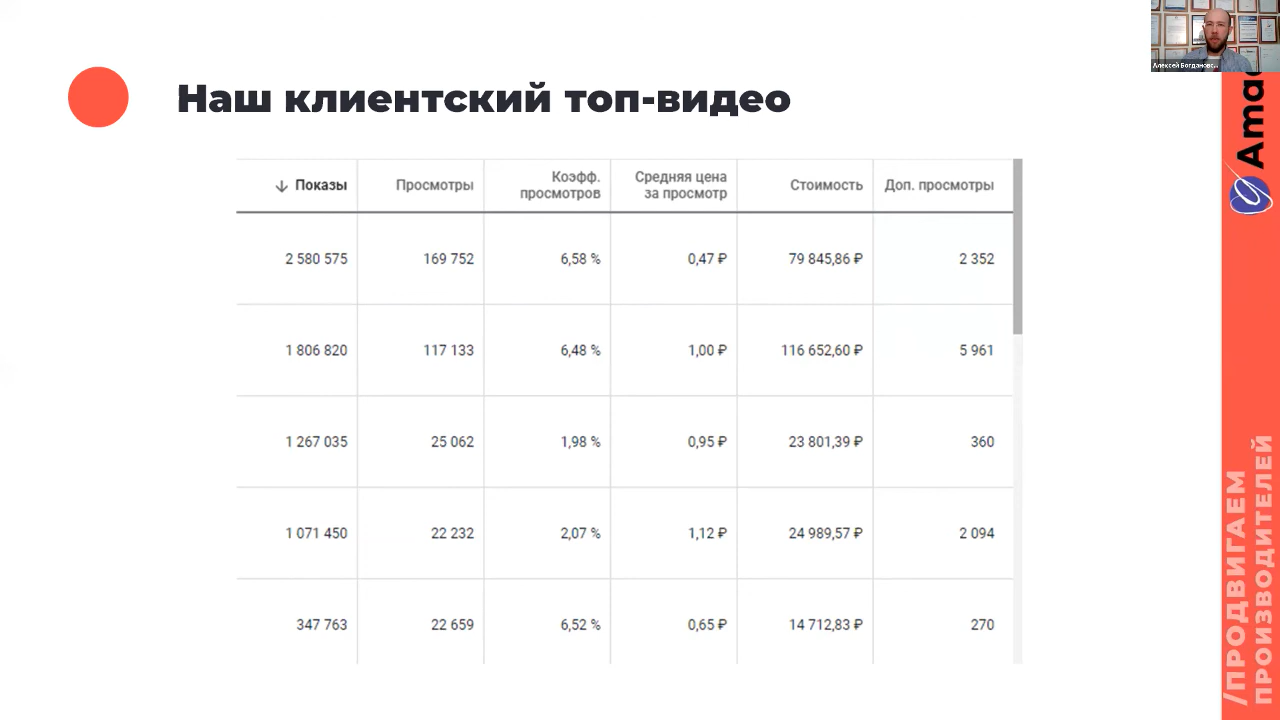 Наш клиентский топ-видео
↓ Показы Просмотры Коэфф. просмотров Средняя цена за просмотр Стоимость Доп. просмотры
2 580 575 169 752 6,58 % 0,47 ₽ 79 845,86 ₽ 2 352
1 806 820 117 133 6,48 % 1,00 ₽ 116 652,60 ₽ 5 961
1 267 035 25 062 1,98 % 0,95 ₽ 23 801,39 ₽ 360
1 071 450 22 232 2,07 % 1,12 ₽ 24 989,57 ₽ 2 094
347 763 22 659 6,52 % 0,65 ₽ 14 712,83 ₽ 270
Алексей Богдановс...
/ПРОДВИГАЕМ
ПРОИЗВОДИТЕЛЕЙ